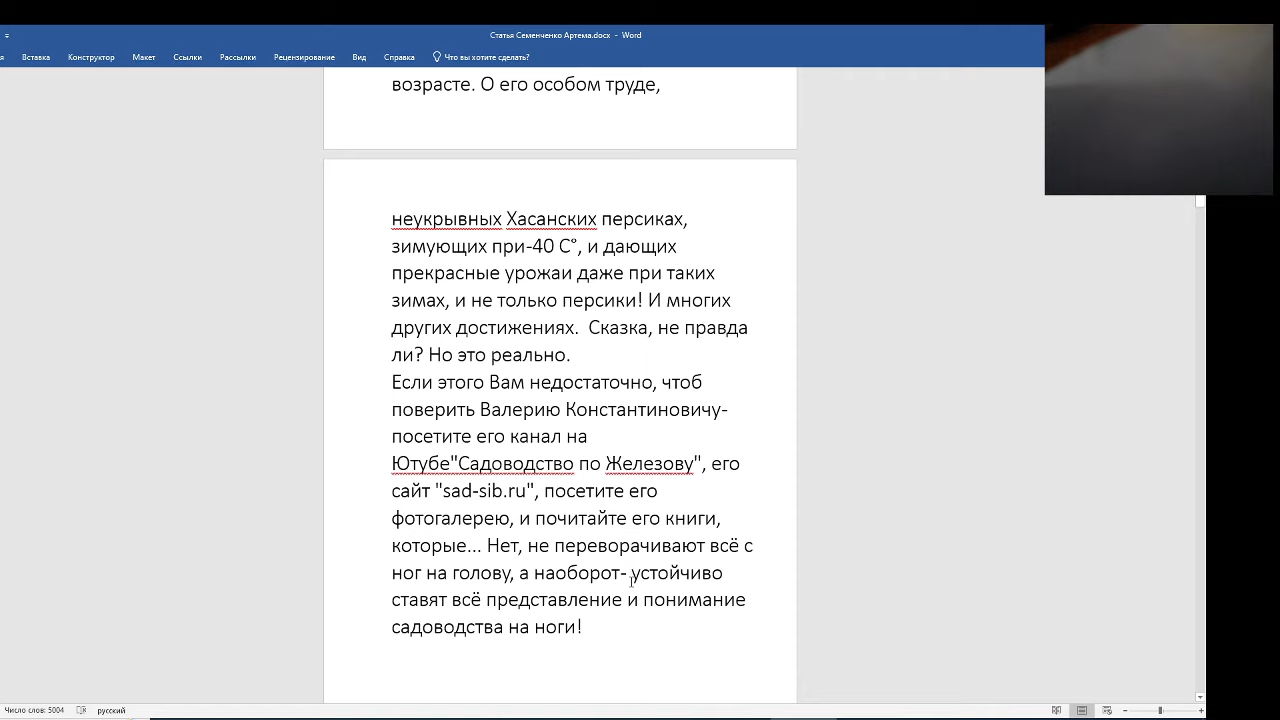 Статья Семенченко Артема.docx - Word
я Вставка Конструктор Макет Ссылки Рассылки Рецензирование Вид Справка Что вы хотите сделать?
возрасте. О его особом труде,
неукрывных Хасанских персиках,
зимующих при-40 С°, и дающих
прекрасные урожаи даже при таких
зимах, и не только персики! И многих
других достижениях.  Сказка, не правда
ли? Но это реально.
Если этого Вам недостаточно, чтоб
поверить Валерию Константиновичу-
посетите его канал на
Ютубе"Садоводство по Железову", его
сайт "sad-sib.ru", посетите его
фотогалерею, и почитайте его книги,
которые... Нет, не переворачивают всё с
ног на голову, а наоборот- устойчиво
ставят всё представление и понимание
садоводства на ноги!
Число слов: 5004 русский